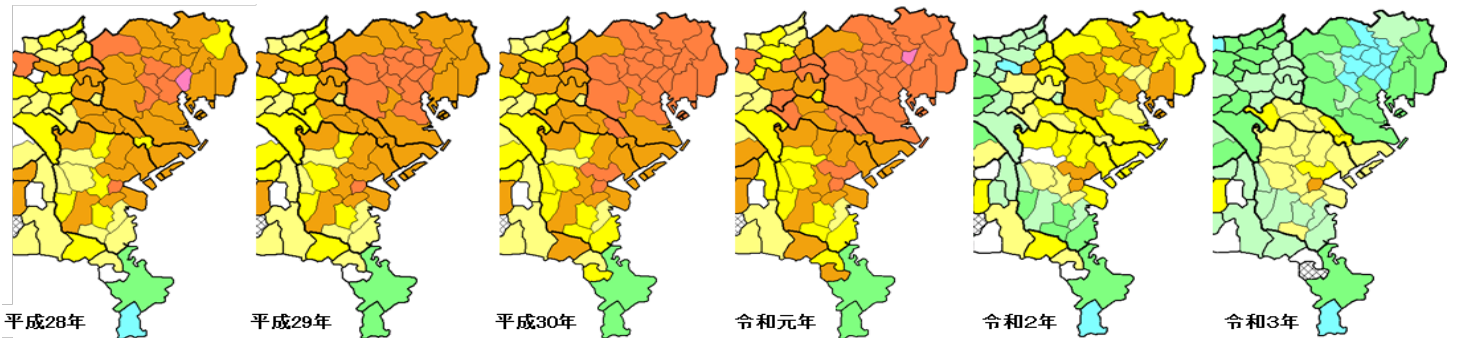 平成28年
平成29年
平成30年
令和元年
令和2年
令和3年